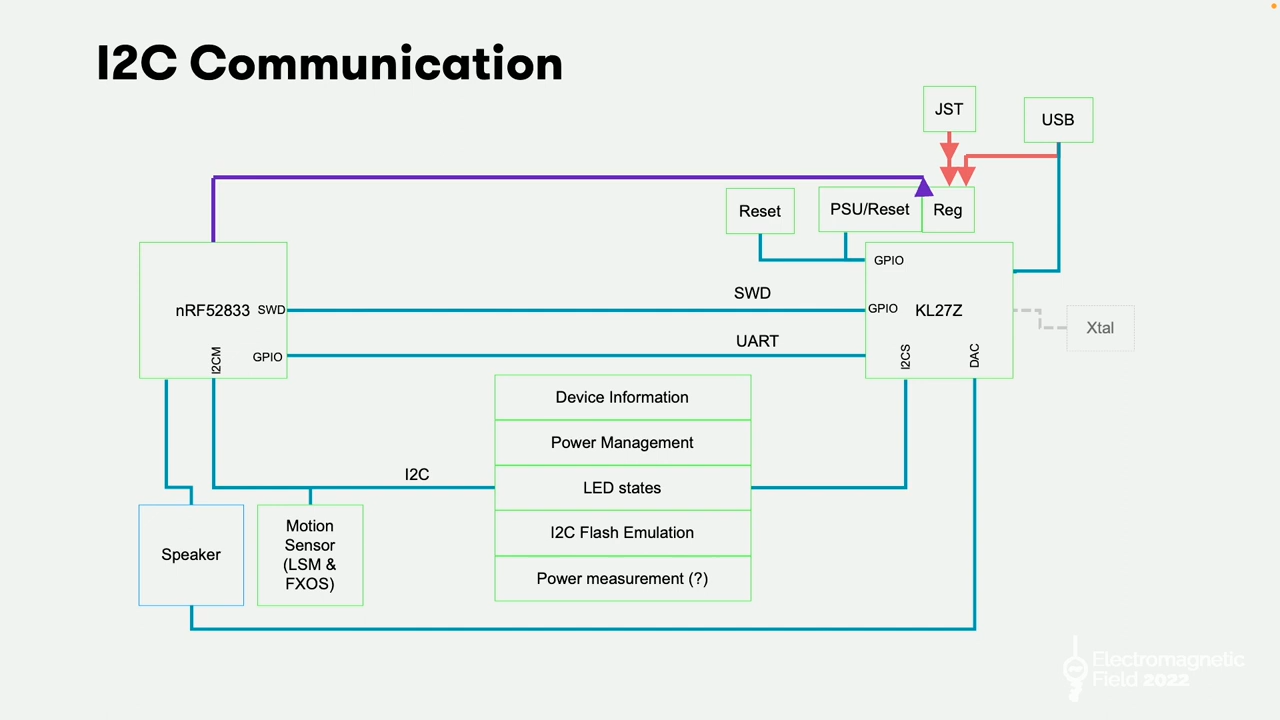 I2C Communication
JST
USB
Reset
PSU/Reset
Reg
GPIO
nRF52833
SWD
SWD
GPIO
KL27Z
Xtal
UART
I2CM
GPIO
I2CS
DAC
Device Information
Power Management
I2C
LED states
I2C Flash Emulation
Power measurement (?)
Speaker
Motion
Sensor
(LSM &
FXOS)
Electromagnetic
Field 2022